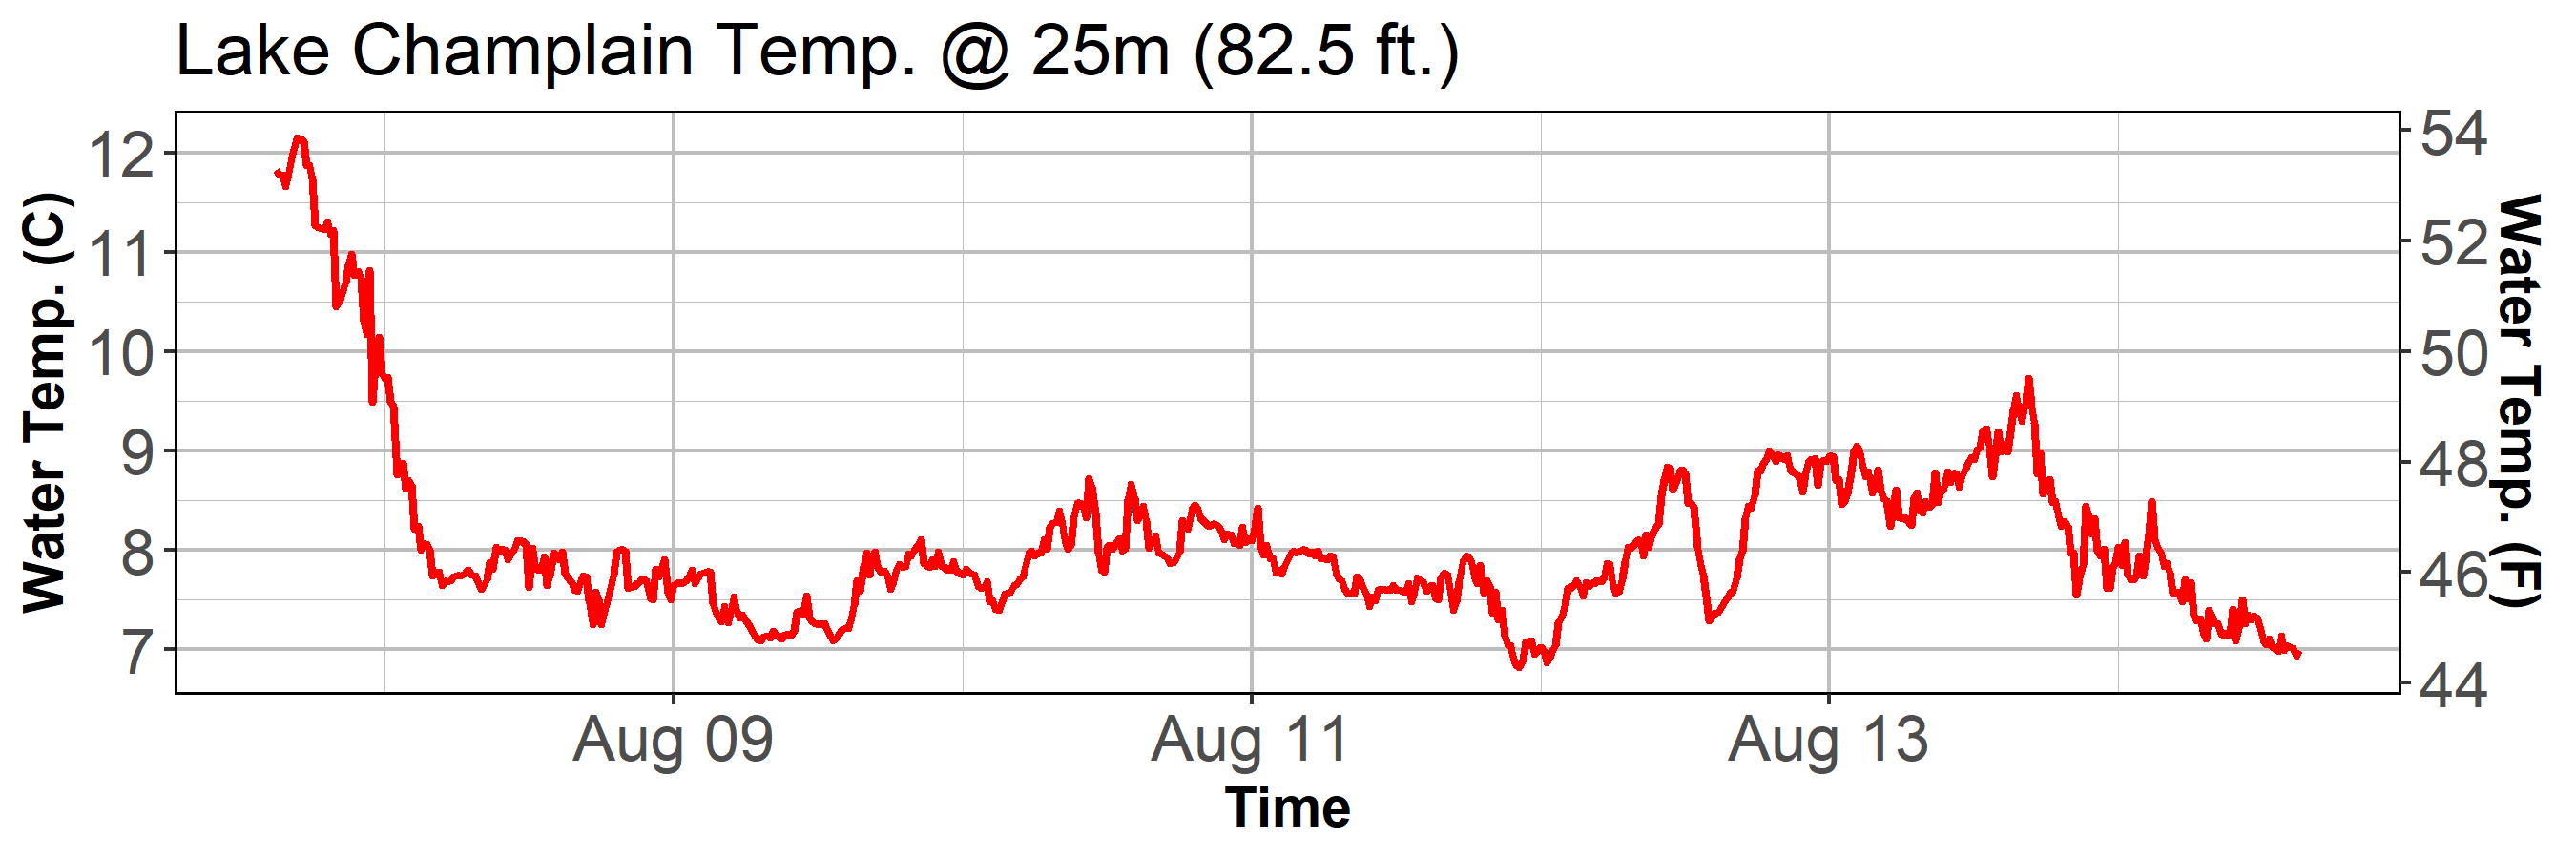 Lake Champlain Temp. @ 25m (82.5 ft.)
Water Temp. (C)
12
11
10
9
8
7
54
52
50
48
46
44
Water Temp. (F)
Aug 09 Aug 11 Aug 13
Time